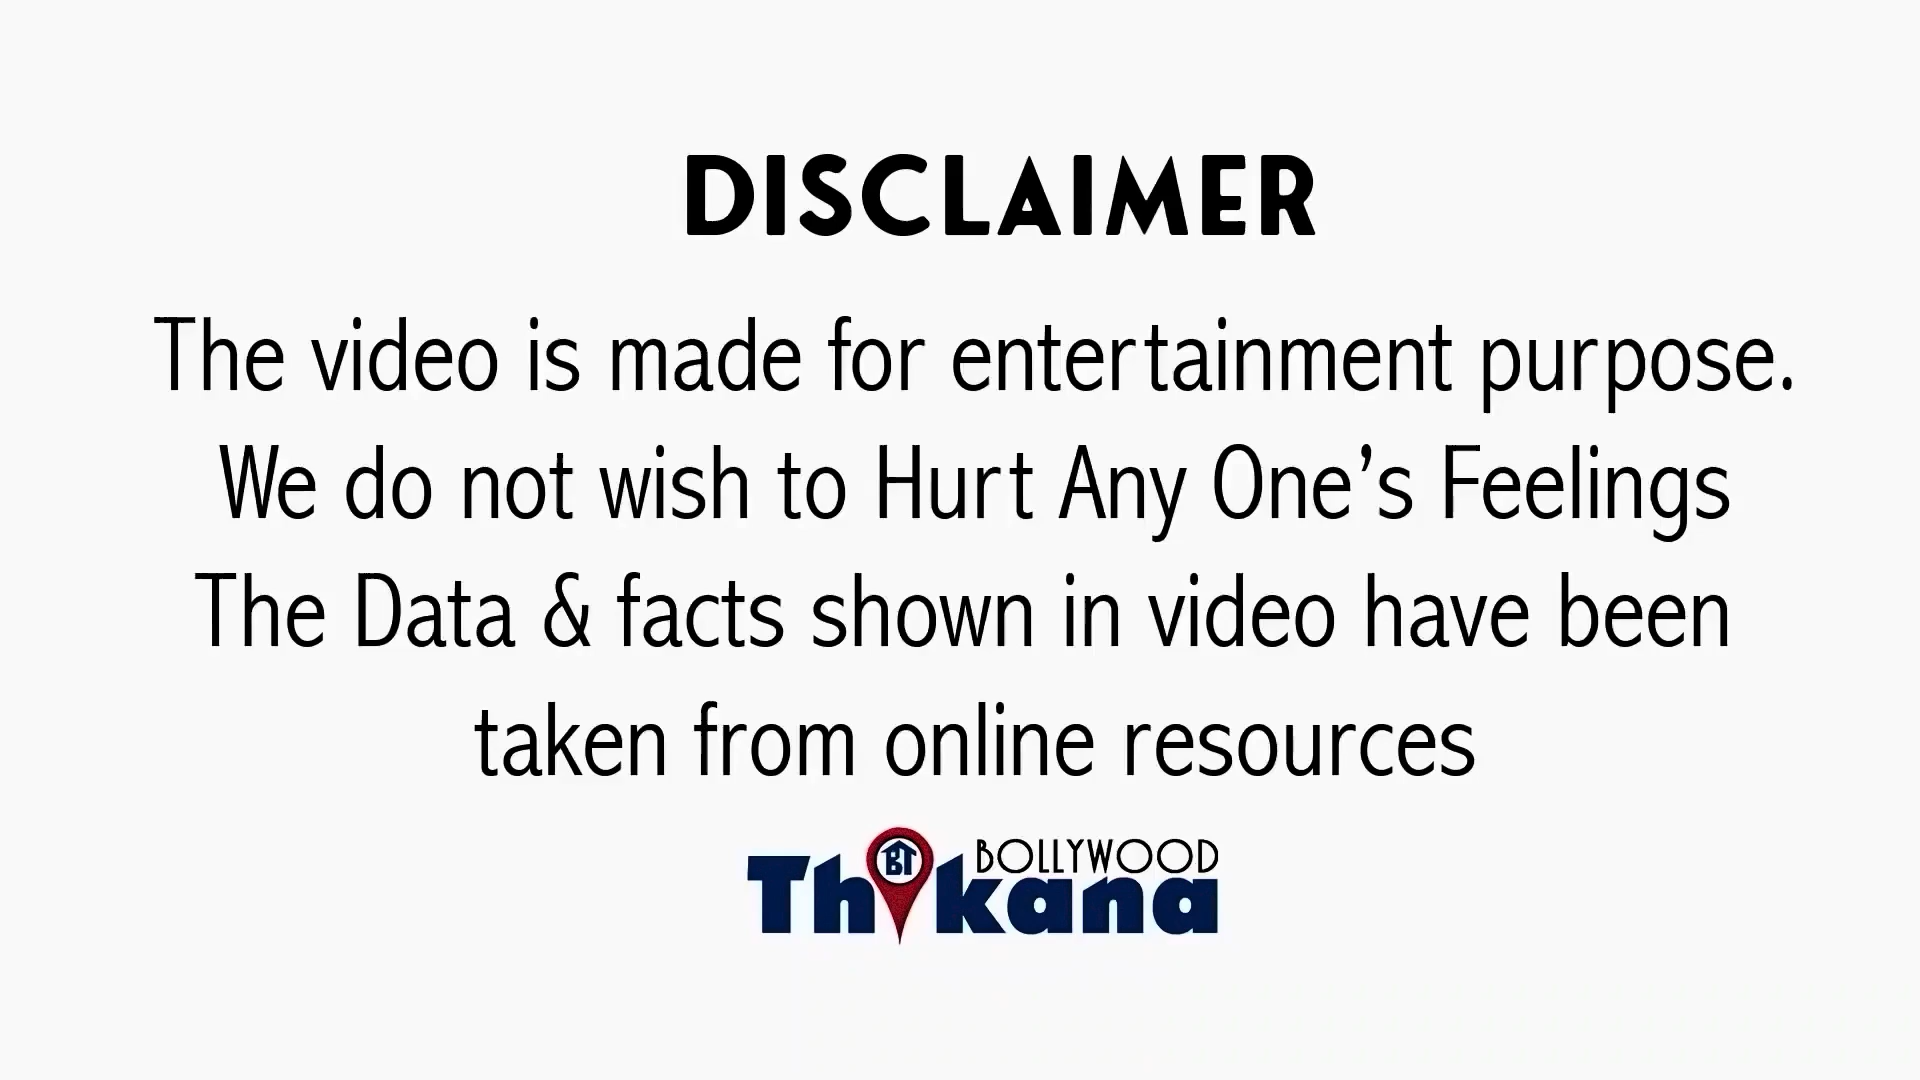 DISCLAIMER
The video is made for entertainment purpose.
We do not wish to Hurt Any One’s Feelings
The Data & facts shown in video have been
taken from online resources
BOLLYWOOD
BT
Thikana